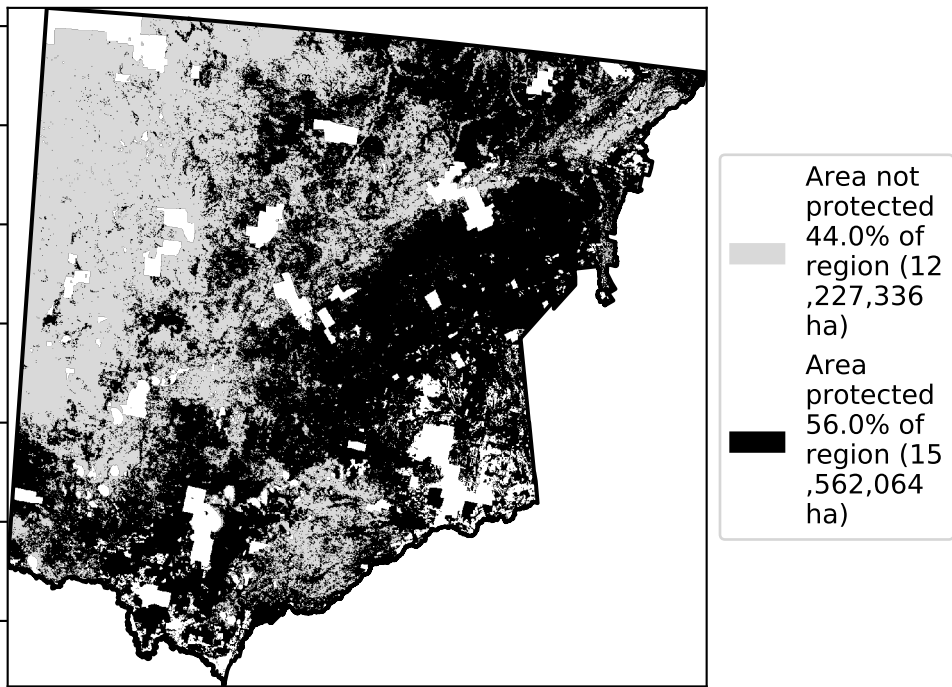 Area not
protected
44.0% of
region (12
,227,336
ha)
Area
protected
56.0% of
region (15
,562,064
ha)